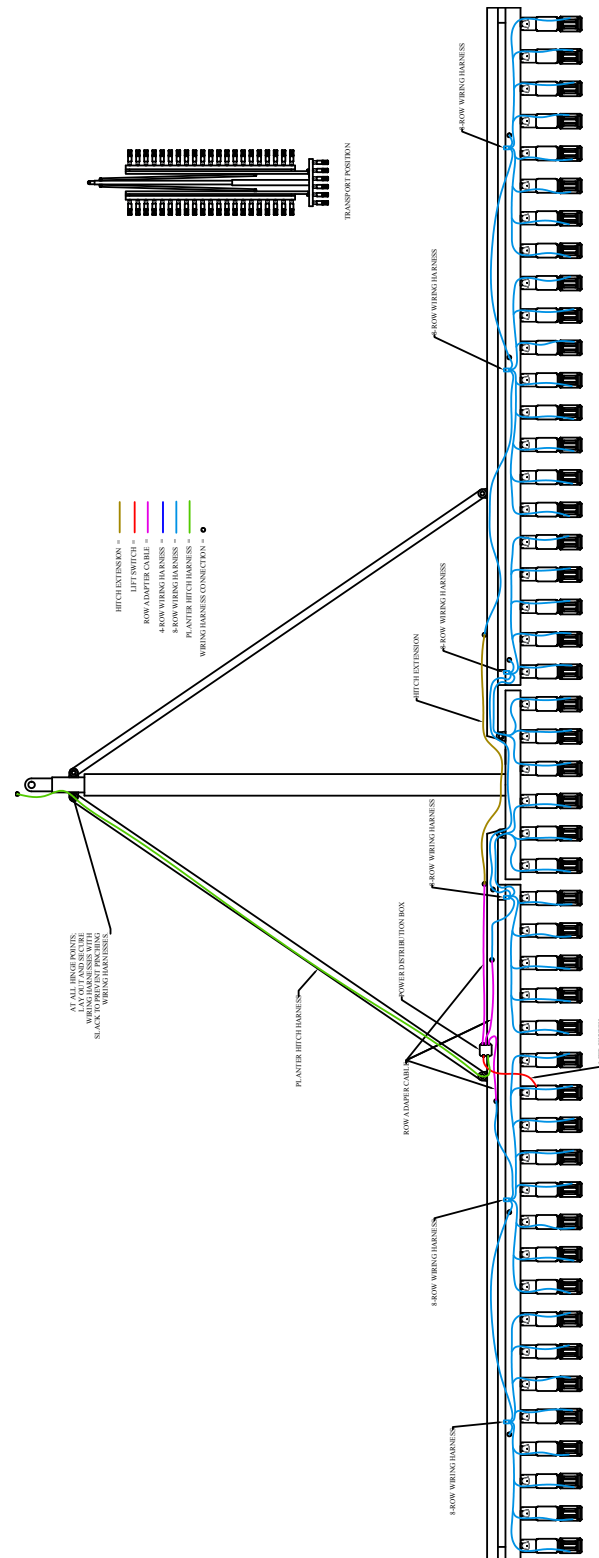 8-ROW WIRING HARNESS
TRANSPORT POSITION
8-ROW WIRING HARNESS
HITCH EXTENSION =
LIFT SWITCH =
ROW ADAPTER CABLE =
4-ROW WIRING HARNESS =
8-ROW WIRING HARNESS =
PLANTER HITCH HARNESS =
WIRING HARNESS CONNECTION =
8-ROW WIRING HARNESS
HITCH EXTENSION
8-ROW WIRING HARNESS
AT ALL HINGE POINTS;
LAY OUT AND SECURE
WIRING HARNESSES WITH
SLACK TO PREVENT PINCHING
WIRING HARNESSES.
POWER DISTRIBUTION BOX
PLANTER HITCH HARNESS
ROW ADAPER CABLE
8-ROW WIRING HARNESS
8-ROW WIRING HARNESS